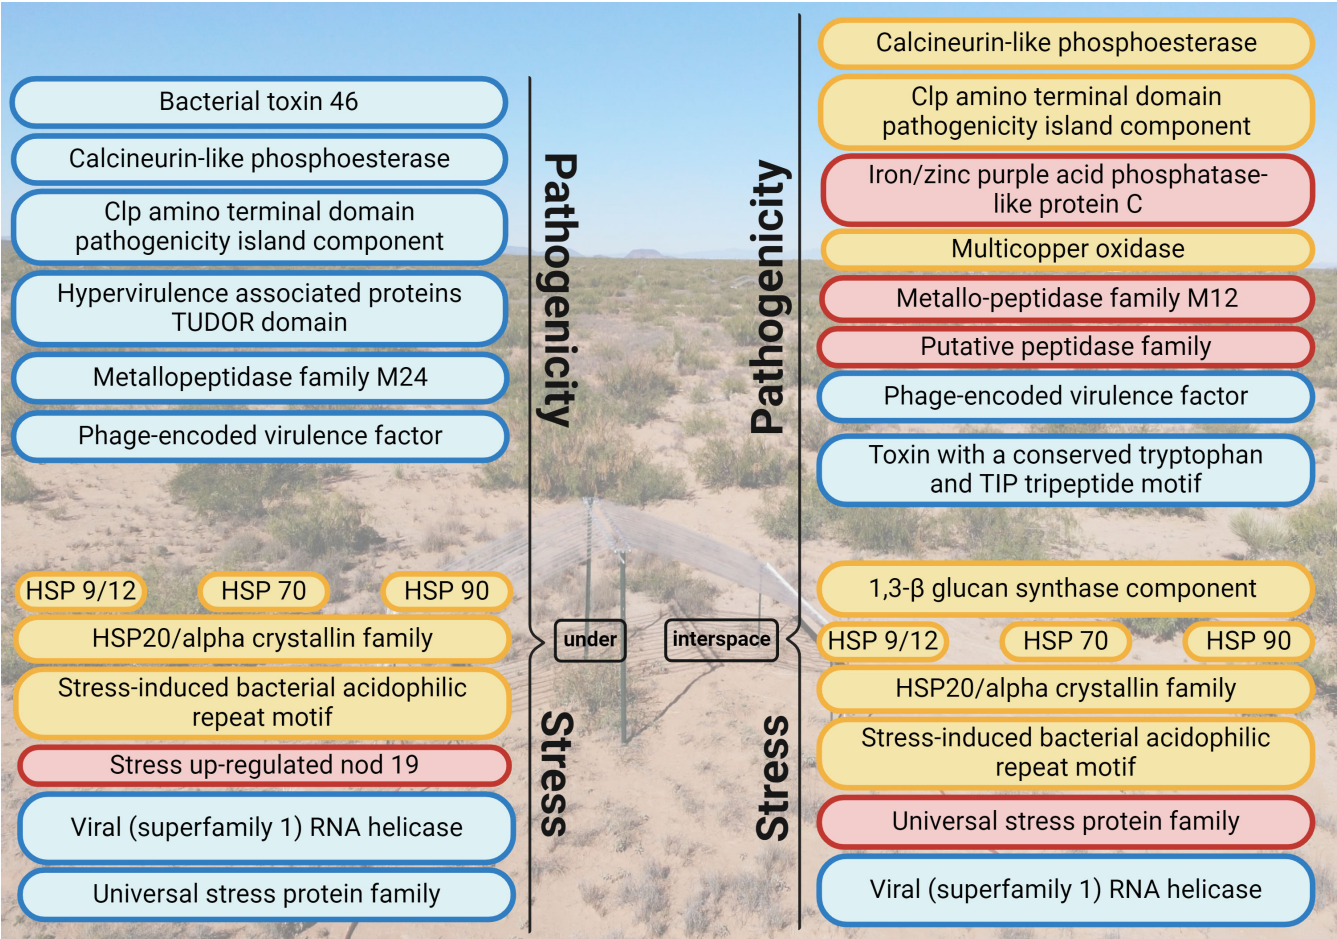 Bacterial toxin 46
Calcineurin-like phosphoesterase
Clp amino terminal domain
pathogenicity island component
Hypervirulence associated proteins
TUDOR domain
Metallopeptidase family M24
Phage-encoded virulence factor
Pathogenicity
HSP 9/12
HSP 70
HSP 90
HSP20/alpha crystallin family
Stress-induced bacterial acidophilic
repeat motif
Stress up-regulated nod 19
Viral (superfamily 1) RNA helicase
Universal stress protein family
Stress
under
interspace
Pathogenicity
Calcineurin-like phosphoesterase
Clp amino terminal domain
pathogenicity island component
Iron/zinc purple acid phosphatase-
like protein C
Multicopper oxidase
Metallo-peptidase family M12
Putative peptidase family
Phage-encoded virulence factor
Toxin with a conserved tryptophan
and TIP tripeptide motif
Stress
1,3-β glucan synthase component
HSP 9/12
HSP 70
HSP 90
HSP20/alpha crystallin family
Stress-induced bacterial acidophilic
repeat motif
Universal stress protein family
Viral (superfamily 1) RNA helicase